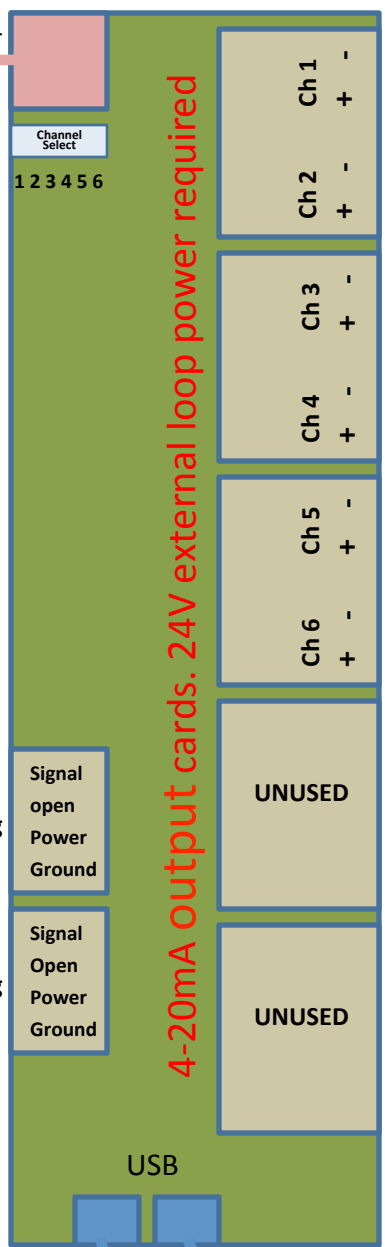 Channel
Select
1 2 3 4 5 6
Ch 1
+ -
Ch 2
+ -
Ch 3
+ -
Ch 4
+ -
Ch 5
+ -
Ch 6
+ -
4-20mA output cards. 24V external loop power required
Signal
open
Power
Ground
UNUSED
Signal
Open
Power
Ground
UNUSED
USB